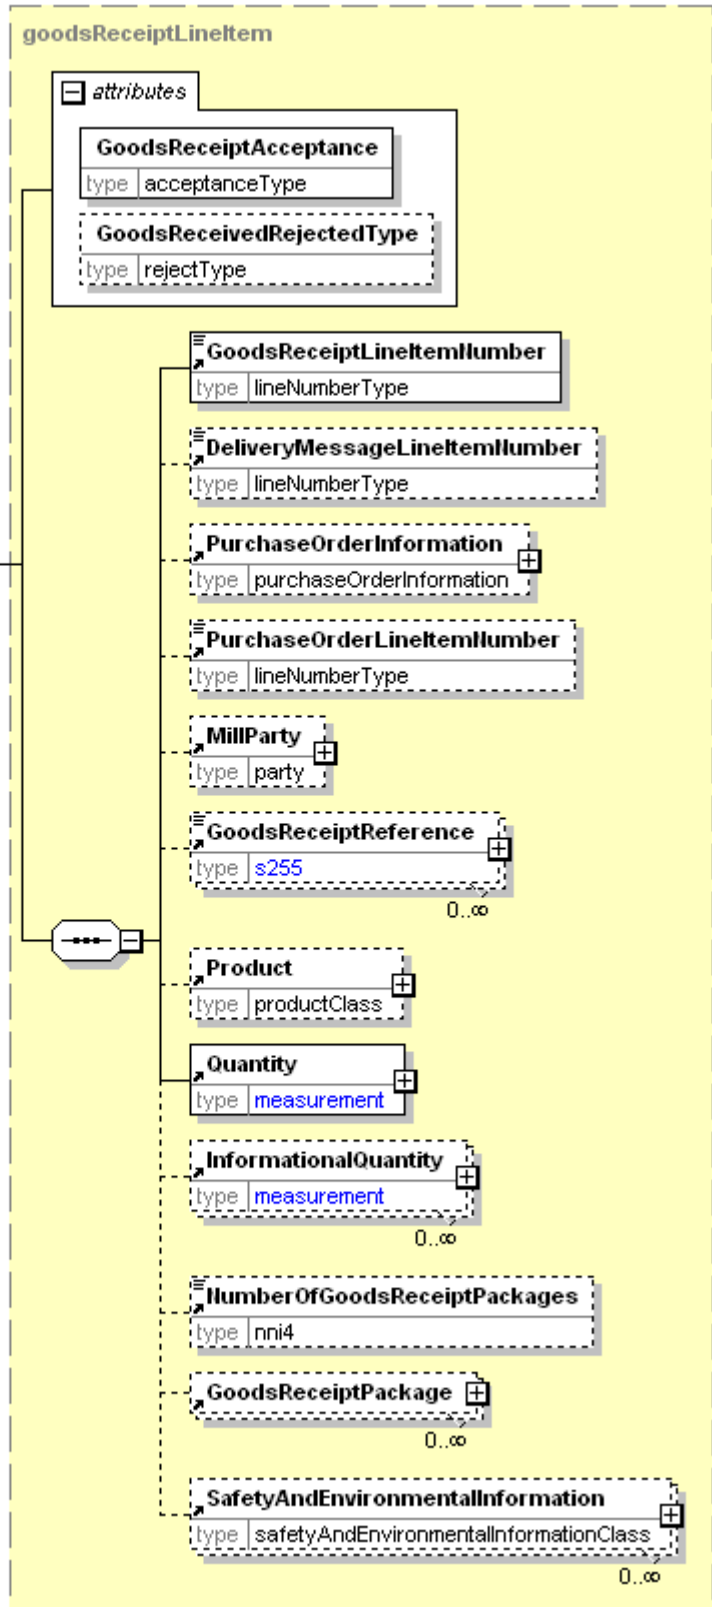 goodsReceiptLineItem
attributes
GoodsReceiptAcceptance
type acceptanceType
GoodsReceivedRejectedType
type rejectType
GoodsReceiptLineItemNumber
type lineNumberType
DeliveryMessageLineItemNumber
type lineNumberType
PurchaseOrderInformation
type purchaseOrderInformation
PurchaseOrderLineItemNumber
type lineNumberType
MillParty
type party
GoodsReceiptReference
type s255
0..∞
Product
type productClass
Quantity
type measurement
InformationalQuantity
type measurement
0..∞
NumberOfGoodsReceiptPackages
type nni4
GoodsReceiptPackage
0..∞
SafetyAndEnvironmentalInformation
type safetyAndEnvironmentalInformationClass
0..∞